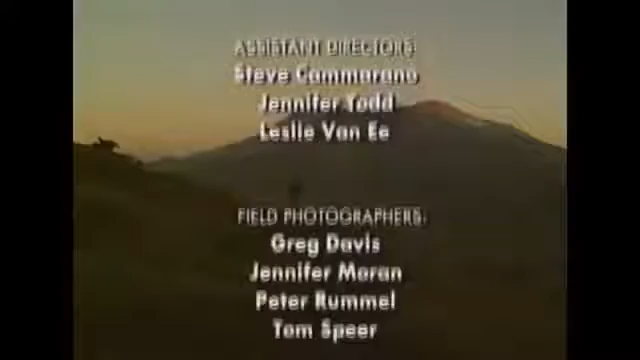 ASSISTANT DIRECTORS
Steve Cammarano
Jennifer Todd
Leslie Van Ee
FIELD PHOTOGRAPHERS:
Greg Davis
Jennifer Moran
Peter Rummel
Tom Speer